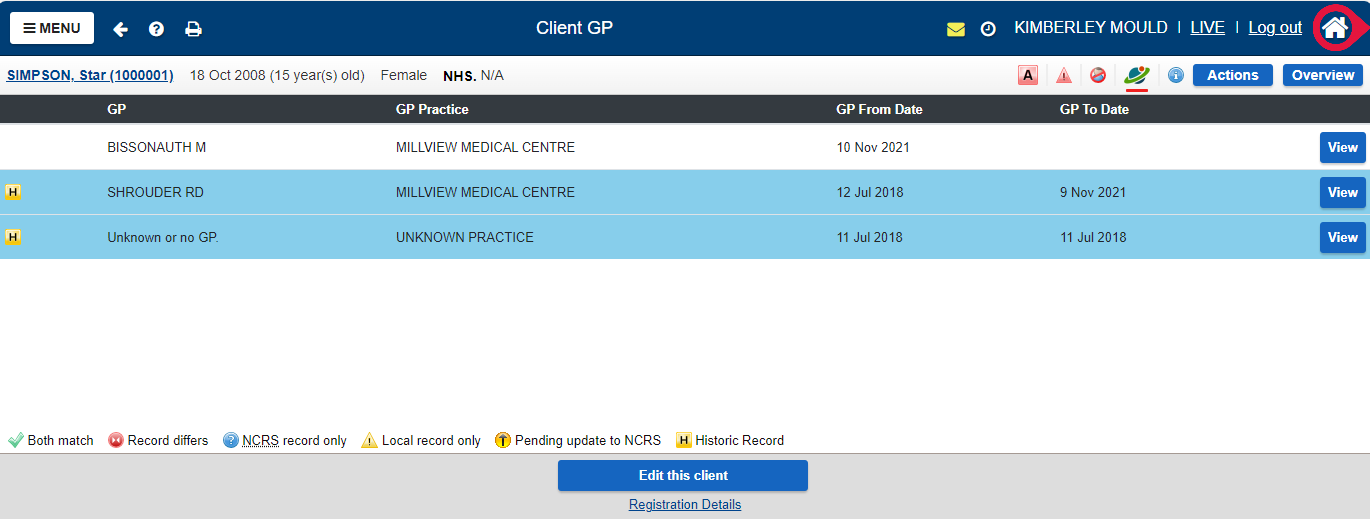 MENU ? Client GP KIMBERLEY MOULD | LIVE | Log out
SIMPSON, Star (1000001) 18 Oct 2008 (15 year(s) old) Female NHS. N/A A ! i Actions Overview
GP GP Practice GP From Date GP To Date
BISSONAUTH M MILLVIEW MEDICAL CENTRE 10 Nov 2021 View
H SHROUDER RD MILLVIEW MEDICAL CENTRE 12 Jul 2018 9 Nov 2021 View
H Unknown or no GP. UNKNOWN PRACTICE 11 Jul 2018 11 Jul 2018 View
Both match Record differs ? NCRS record only ! Local record only Pending update to NCRS H Historic Record
Edit this client
Registration Details